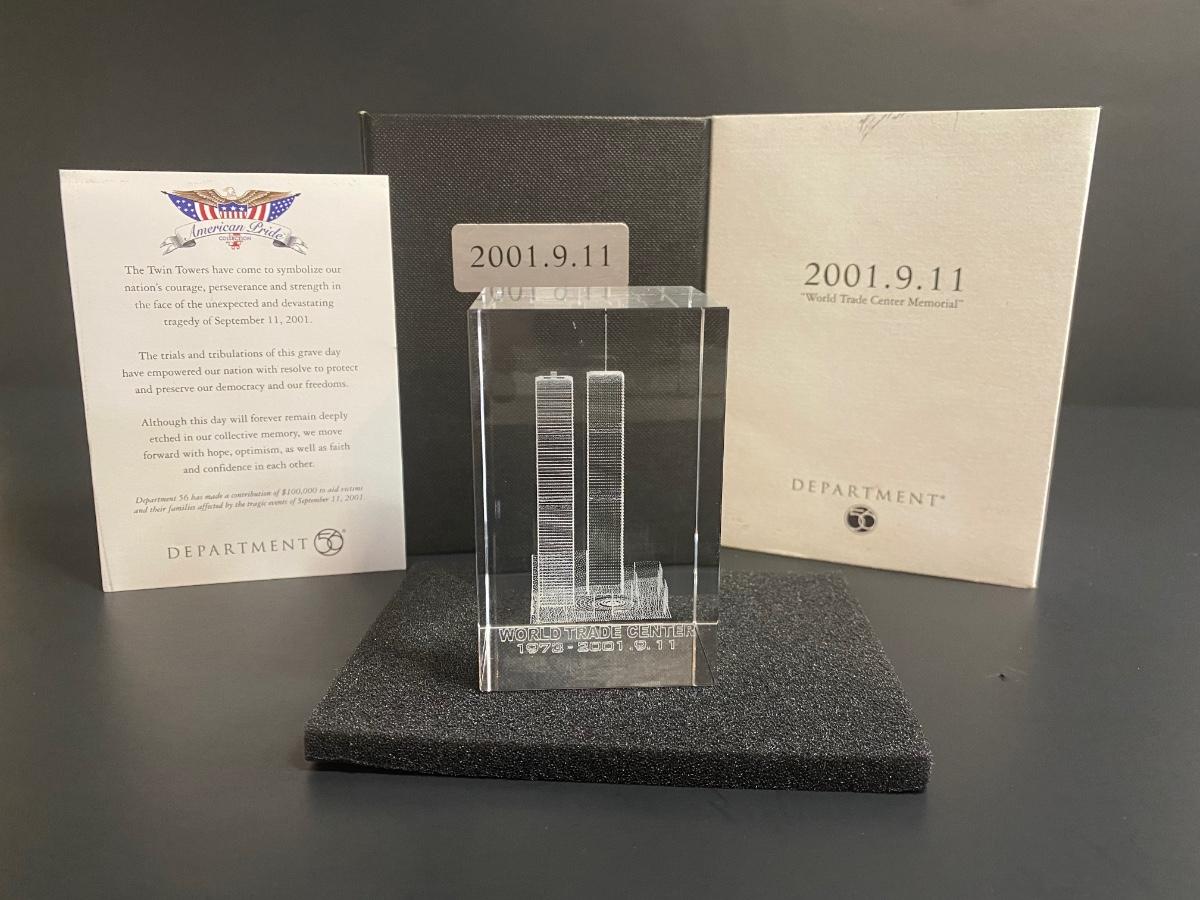 American Pride
COLLECTION
The Twin Towers have come to symbolize our
nation's courage, perseverance and strength in
the face of the unexpected and devastating
tragedy of September 11, 2001.
The trials and tribulations of this grave day
have empowered our nation with resolve to protect
and preserve our democracy and our freedoms.
Although this day will forever remain deeply
etched in our collective memory, we move
forward with hope, optimism, as well as faith
and confidence in each other.
Department 56 has made a contribution of $100,000 to aid victims
and their families affected by the tragic events of September 11, 2001.
DEPARTMENT 56®
2001.9.11
WORLD TRADE CENTER
1973-2001.9.11
2001.9.11
"World Trade Center Memorial"
DEPARTMENT®
56